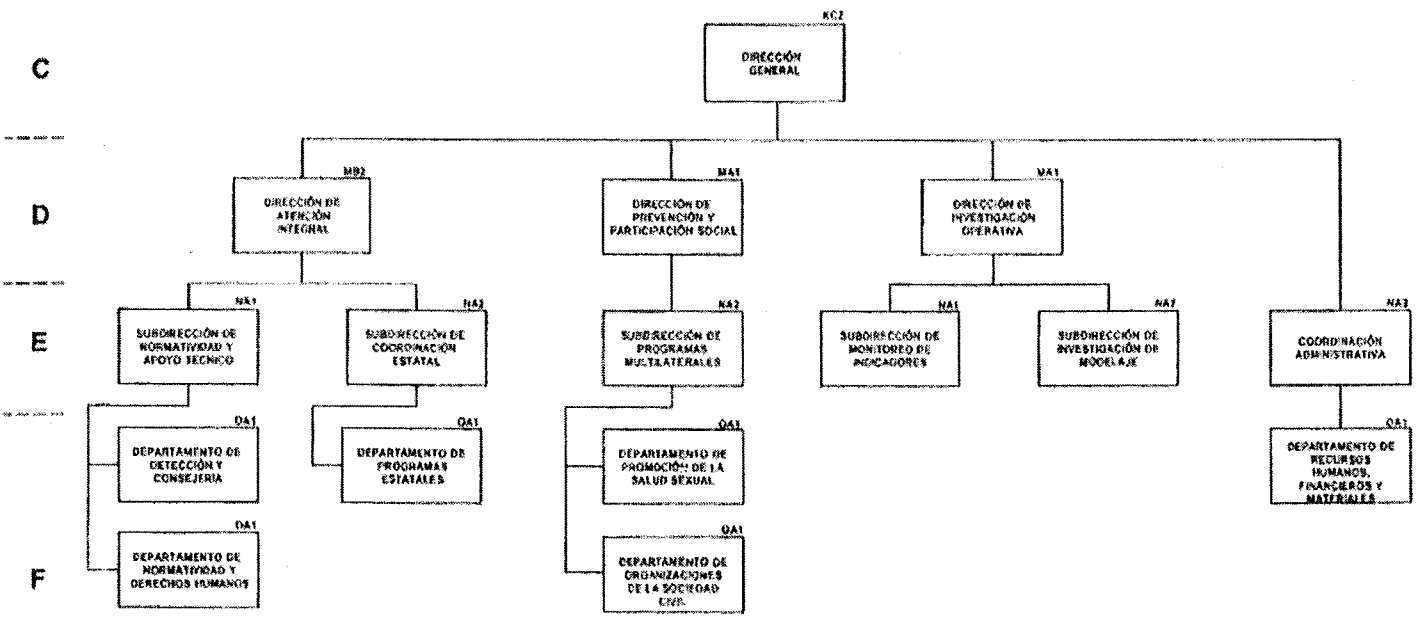 KC2
DIRECCIÓN
GENERAL
C
MB2
DIRECCIÓN DE
ATENCIÓN
INTEGRAL
MA1
DIRECCIÓN DE
PREVENCIÓN Y
PARTICIPACIÓN SOCIAL
MA1
DIRECCIÓN DE
INVESTIGACIÓN
OPERATIVA
D
NA1
SUBDIRECCIÓN DE
NORMATIVIDAD Y
APOYO TÉCNICO
NA2
SUBDIRECCIÓN DE
COORDINACIÓN
ESTATAL
NA2
SUBDIRECCIÓN DE
PROGRAMAS
MULTILATERALES
NA1
SUBDIRECCIÓN DE
MONITOREO DE
INDICADORES
NA2
SUBDIRECCIÓN DE
INVESTIGACIÓN DE
MODELAJE
NA2
COORDINACIÓN
ADMINISTRATIVA
E
OA1
DEPARTAMENTO DE
DETECCIÓN Y
CONSEJERÍA
OA1
DEPARTAMENTO DE
PROGRAMAS
ESTATALES
OA1
DEPARTAMENTO DE
PROMOCIÓN DE LA
SALUD SEXUAL
OA1
DEPARTAMENTO DE
RECURSOS
HUMANOS,
FINANCIEROS Y
MATERIALES
OA1
DEPARTAMENTO DE
NORMATIVIDAD Y
DERECHOS HUMANOS
OA1
DEPARTAMENTO DE
ORGANIZACIONES
DE LA SOCIEDAD
CIVIL
F